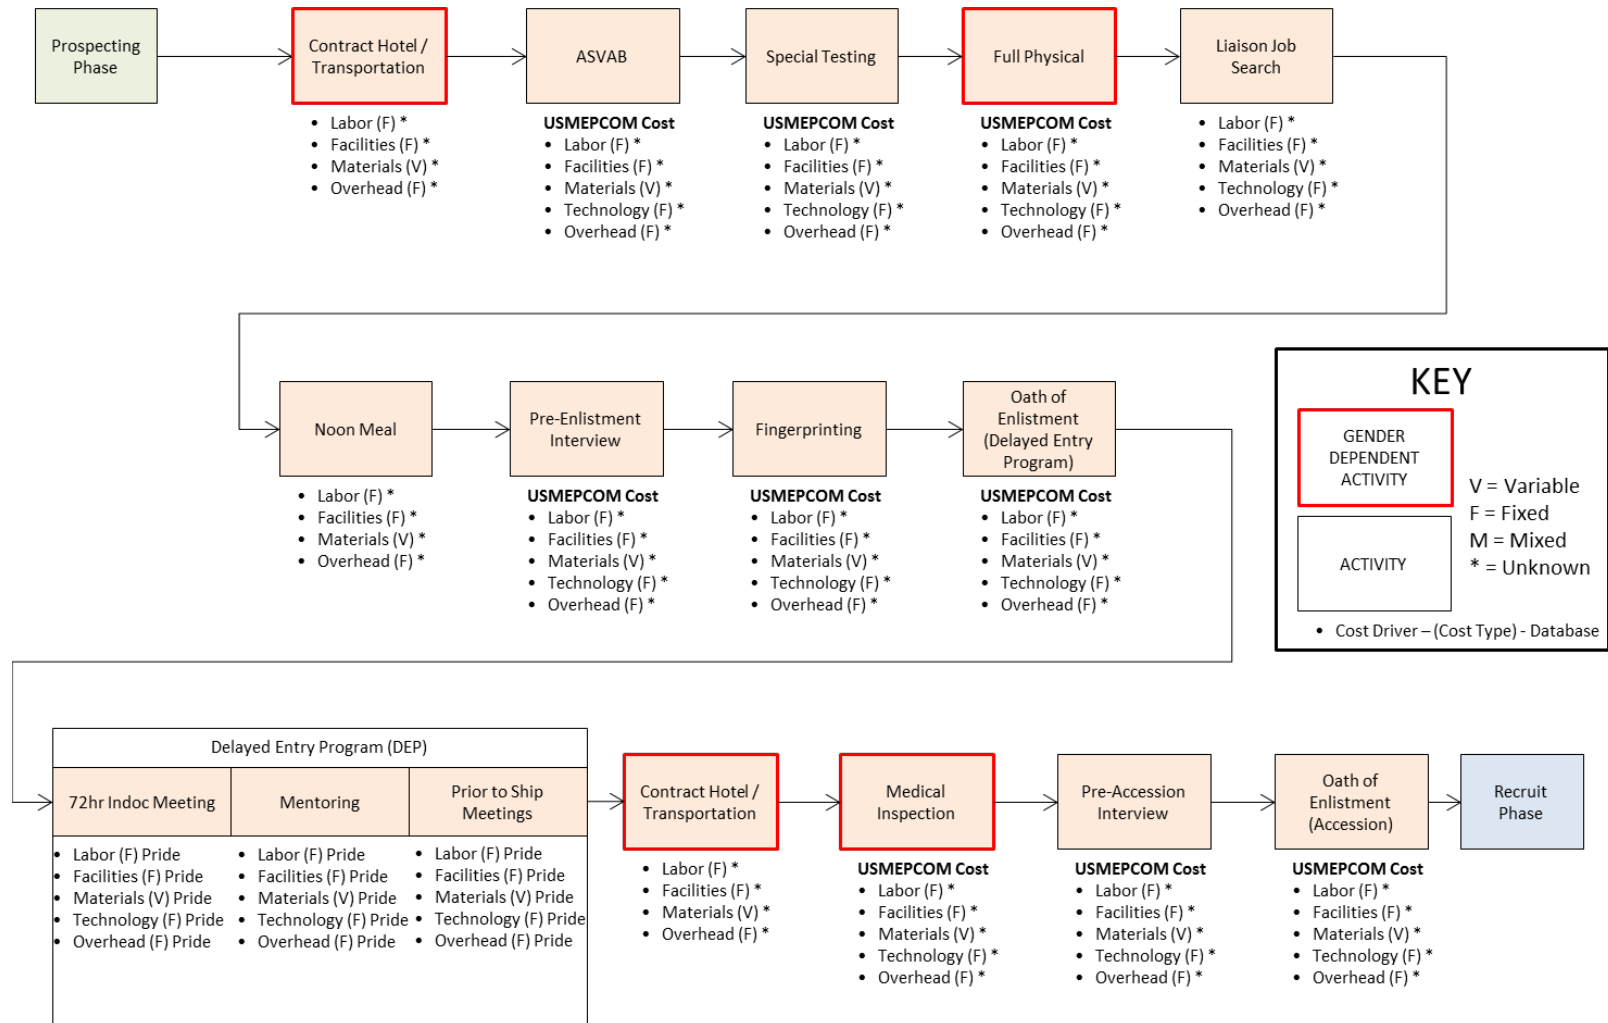 Prospecting
Phase
Contract Hotel /
Transportation
ASVAB
Special Testing
Full Physical
Liaison Job
Search
• Labor (F) *
• Facilities (F) *
• Materials (V) *
• Overhead (F) *
USMEPCOM Cost
• Labor (F) *
• Facilities (F) *
• Materials (V) *
• Technology (F) *
• Overhead (F) *
USMEPCOM Cost
• Labor (F) *
• Facilities (F) *
• Materials (V) *
• Technology (F) *
• Overhead (F) *
USMEPCOM Cost
• Labor (F) *
• Facilities (F) *
• Materials (V) *
• Technology (F) *
• Overhead (F) *
• Labor (F) *
• Facilities (F) *
• Materials (V) *
• Technology (F) *
• Overhead (F) *
Noon Meal
Pre-Enlistment
Interview
Fingerprinting
Oath of
Enlistment
(Delayed Entry
Program)
• Labor (F) *
• Facilities (F) *
• Materials (V) *
• Overhead (F) *
USMEPCOM Cost
• Labor (F) *
• Facilities (F) *
• Materials (V) *
• Technology (F) *
• Overhead (F) *
USMEPCOM Cost
• Labor (F) *
• Facilities (F) *
• Materials (V) *
• Technology (F) *
• Overhead (F) *
USMEPCOM Cost
• Labor (F) *
• Facilities (F) *
• Materials (V) *
• Technology (F) *
• Overhead (F) *
KEY
GENDER
DEPENDENT
ACTIVITY
ACTIVITY
V = Variable
F = Fixed
M = Mixed
* = Unknown
• Cost Driver – (Cost Type) - Database
Delayed Entry Program (DEP)
72hr Indoc Meeting
Mentoring
Prior to Ship
Meetings
• Labor (F) Pride
• Facilities (F) Pride
• Materials (V) Pride
• Technology (F) Pride
• Overhead (F) Pride
• Labor (F) Pride
• Facilities (F) Pride
• Materials (V) Pride
• Technology (F) Pride
• Overhead (F) Pride
• Labor (F) Pride
• Facilities (F) Pride
• Materials (V) Pride
• Technology (F) Pride
• Overhead (F) Pride
Contract Hotel /
Transportation
Medical
Inspection
Pre-Accession
Interview
Oath of
Enlistment
(Accession)
Recruit
Phase
• Labor (F) *
• Facilities (F) *
• Materials (V) *
• Overhead (F) *
USMEPCOM Cost
• Labor (F) *
• Facilities (F) *
• Materials (V) *
• Technology (F) *
• Overhead (F) *
USMEPCOM Cost
• Labor (F) *
• Facilities (F) *
• Materials (V) *
• Technology (F) *
• Overhead (F) *
USMEPCOM Cost
• Labor (F) *
• Facilities (F) *
• Materials (V) *
• Technology (F) *
• Overhead (F) *